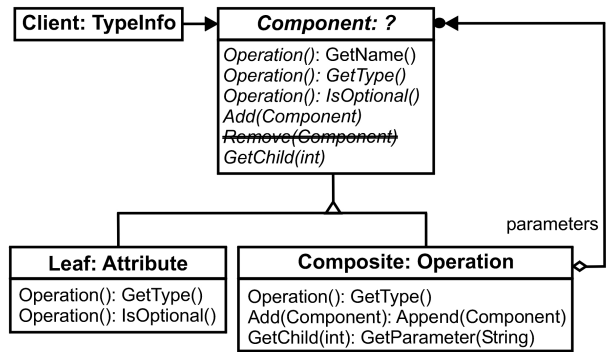 Client: TypeInfo
Component: ?
Operation(): GetName()
Operation(): GetType()
Operation(): IsOptional()
Add(Component)
Remove(Component)
GetChild(int)
parameters
Leaf: Attribute
Operation(): GetType()
Operation(): IsOptional()
Composite: Operation
Operation(): GetType()
Add(Component): Append(Component)
GetChild(int): GetParameter(String)